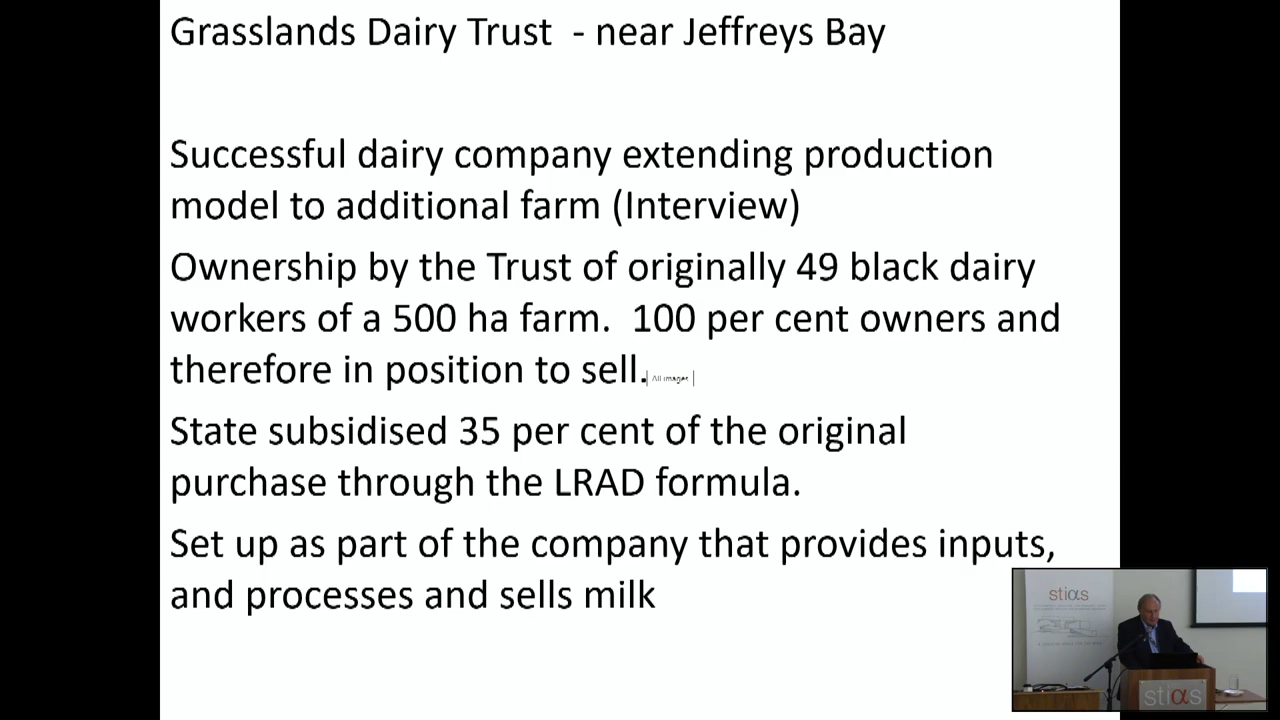 Grasslands Dairy Trust - near Jeffreys Bay
Successful dairy company extending production
model to additional farm (Interview)
Ownership by the Trust of originally 49 black dairy
workers of a 500 ha farm. 100 per cent owners and
therefore in position to sell. All images
State subsidised 35 per cent of the original
purchase through the LRAD formula.
Set up as part of the company that provides inputs,
and processes and sells milk
stias
stias